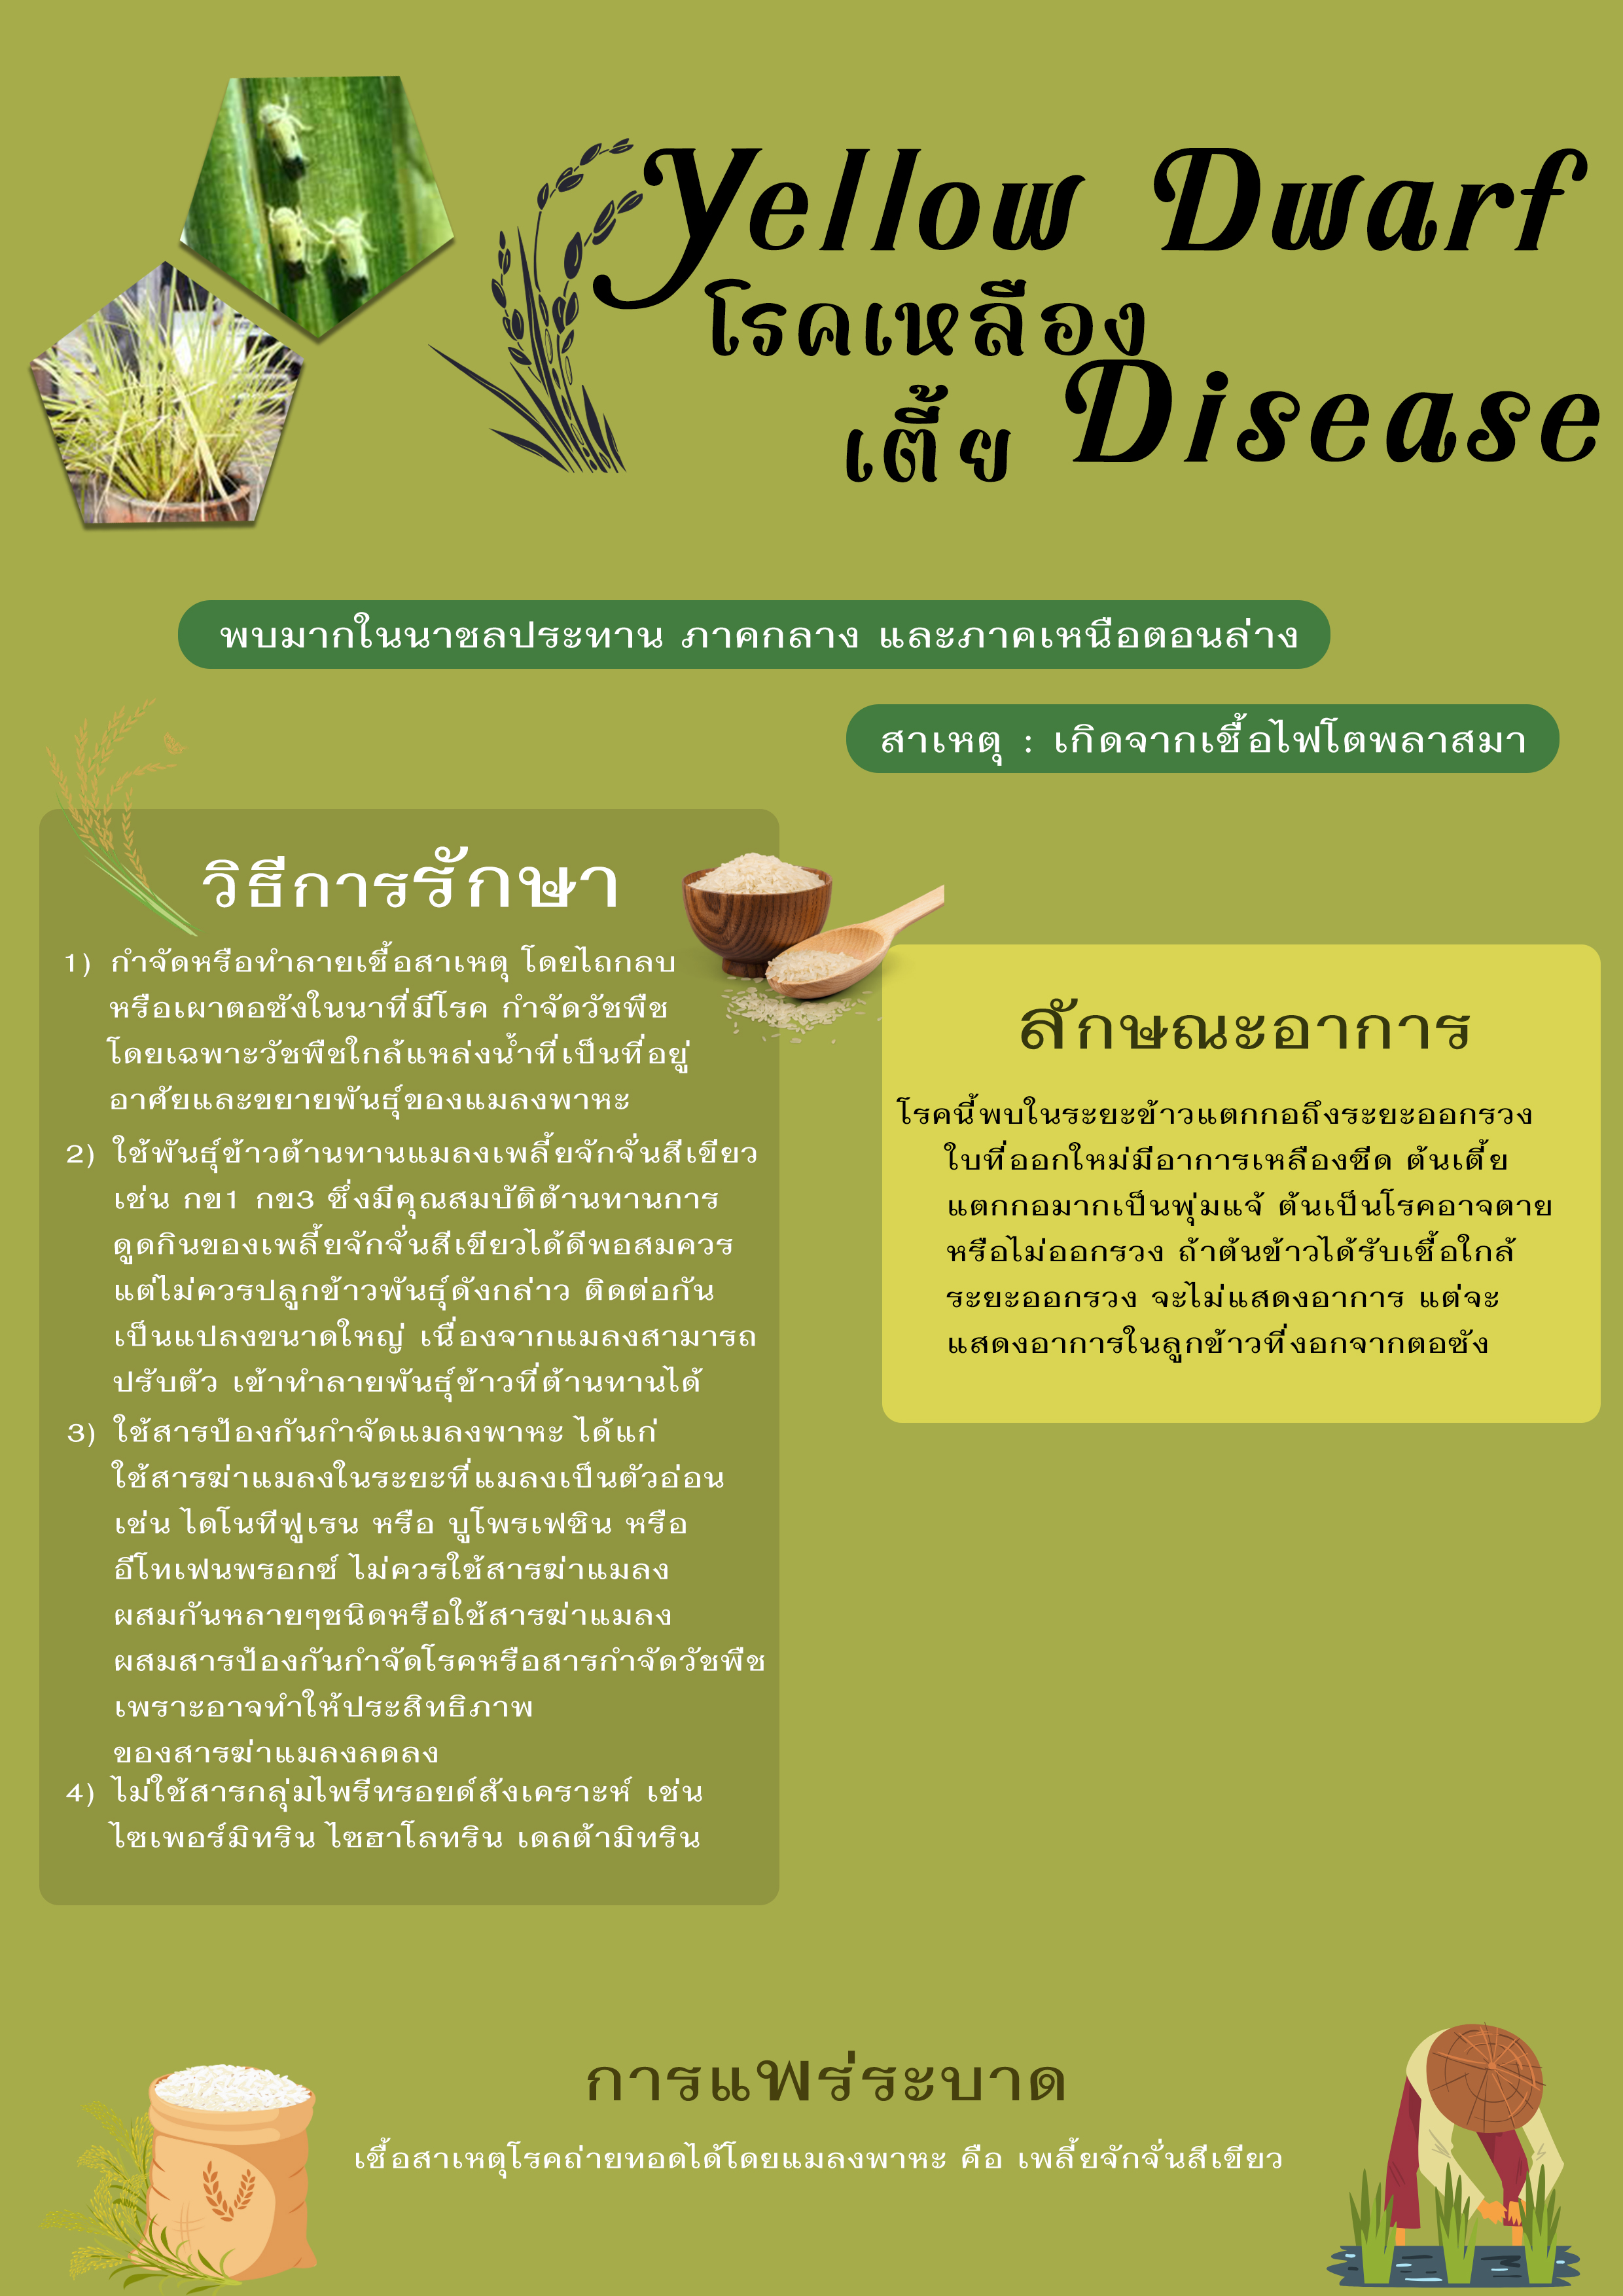 Yellow Dwarf
โรคเหลือง
เตี้ย Disease
พบมากในนาชลประทาน ภาคกลาง และภาคเหนือตอนล่าง
สาเหตุ : เกิดจากเชื้อไฟโตพลาสมา
วิธีการรักษา
1) กำจัดหรือทำลายเชื้อสาเหตุ โดยไถกลบ
หรือเผาตอซังในนาที่มีโรค กำจัดวัชพืช
โดยเฉพาะวัชพืชใกล้แหล่งน้ำที่เป็นที่อยู่
อาศัยและขยายพันธุ์ของแมลงพาหะ
2) ใช้พันธุ์ข้าวต้านทานแมลงเพลี้ยจักจั่นสีเขียว
เช่น กข1 กข3 ซึ่งมีคุณสมบัติต้านทานการ
ดูดกินของเพลี้ยจักจั่นสีเขียวได้ดีพอสมควร
แต่ไม่ควรปลูกข้าวพันธุ์ดังกล่าว ติดต่อกัน
เป็นแปลงขนาดใหญ่ เนื่องจากแมลงสามารถ
ปรับตัว เข้าทำลายพันธุ์ข้าวที่ต้านทานได้
3) ใช้สารป้องกันกำจัดแมลงพาหะ ได้แก่
ใช้สารฆ่าแมลงในระยะที่แมลงเป็นตัวอ่อน
เช่น ไดโนทีฟูเรน หรือ บูโพรเฟซิน หรือ
อีโทเฟนพรอกซ์ ไม่ควรใช้สารฆ่าแมลง
ผสมกันหลายๆชนิดหรือใช้สารฆ่าแมลง
ผสมสารป้องกันกำจัดโรคหรือสารกำจัดวัชพืช
เพราะอาจทำให้ประสิทธิภาพ
ของสารฆ่าแมลงลดลง
4) ไม่ใช้สารกลุ่มไพรีทรอยด์สังเคราะห์ เช่น
ไซเพอร์มิทริน ไซฮาโลทริน เดลต้ามิทริน
ลักษณะอาการ
โรคนี้พบในระยะข้าวแตกกอถึงระยะออกรวง
ใบที่ออกใหม่มีอาการเหลืองซีด ต้นเตี้ย
แตกกอมากเป็นพุ่มแจ้ ต้นเป็นโรคอาจตาย
หรือไม่ออกรวง ถ้าต้นข้าวได้รับเชื้อใกล้
ระยะออกรวง จะไม่แสดงอาการ แต่จะ
แสดงอาการในลูกข้าวที่งอกจากตอซัง
การแพร่ระบาด
เชื้อสาเหตุโรคถ่ายทอดได้โดยแมลงพาหะ คือ เพลี้ยจักจั่นสีเขียว